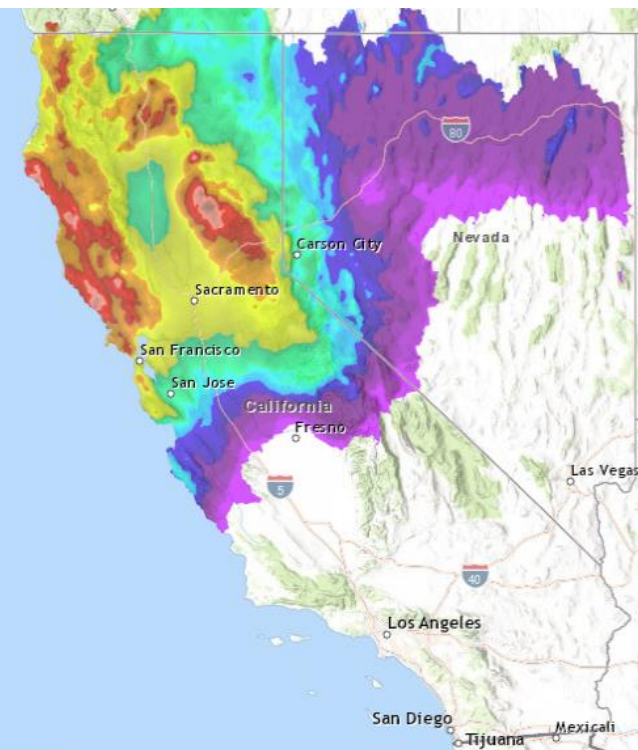 80
Nevada
Carson City
Sacramento
San Francisco
San Jose
California
Fresno
Las Vegas
5
40
Los Angeles
San Diego
Tijuana
Mexicali